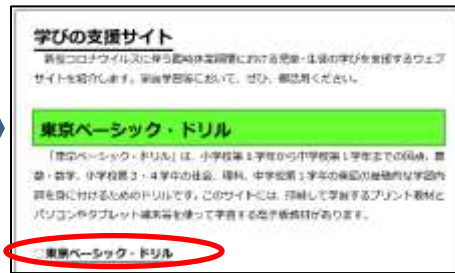 学びの支援サイト
新型コロナウイルスに伴う臨時休業期間における児童・生徒の学びを支援するウェブ
サイトを紹介します。家庭学習等において、ぜひ、御活用ください。
東京ベーシック・ドリル
「東京ベーシック・ドリル」は、小学校第1学年から中学校第1学年までの国語、算
数・数学、小学校第3・4学年の社会、理科、中学校第1学年の英語の基礎的な学習内
容を身に付けるためのドリルです。このサイトには、印刷して学習するプリント教材と
パソコンやタブレット端末等を使って学習する電子版教材があります。
東京ベーシック・ドリル